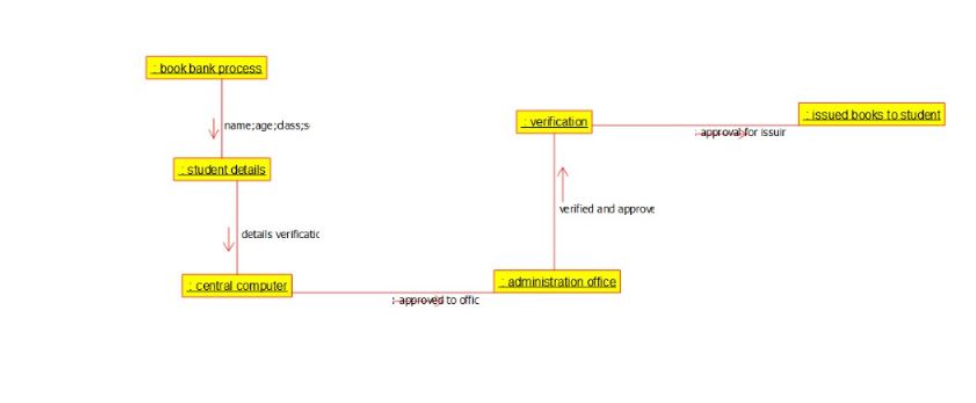 : book bank process
name;age;class;s
: student details
details verificatic
: central computer
: approved to offic
: administration office
verified and approve
: verification
: approval for issuir
: issued books to student